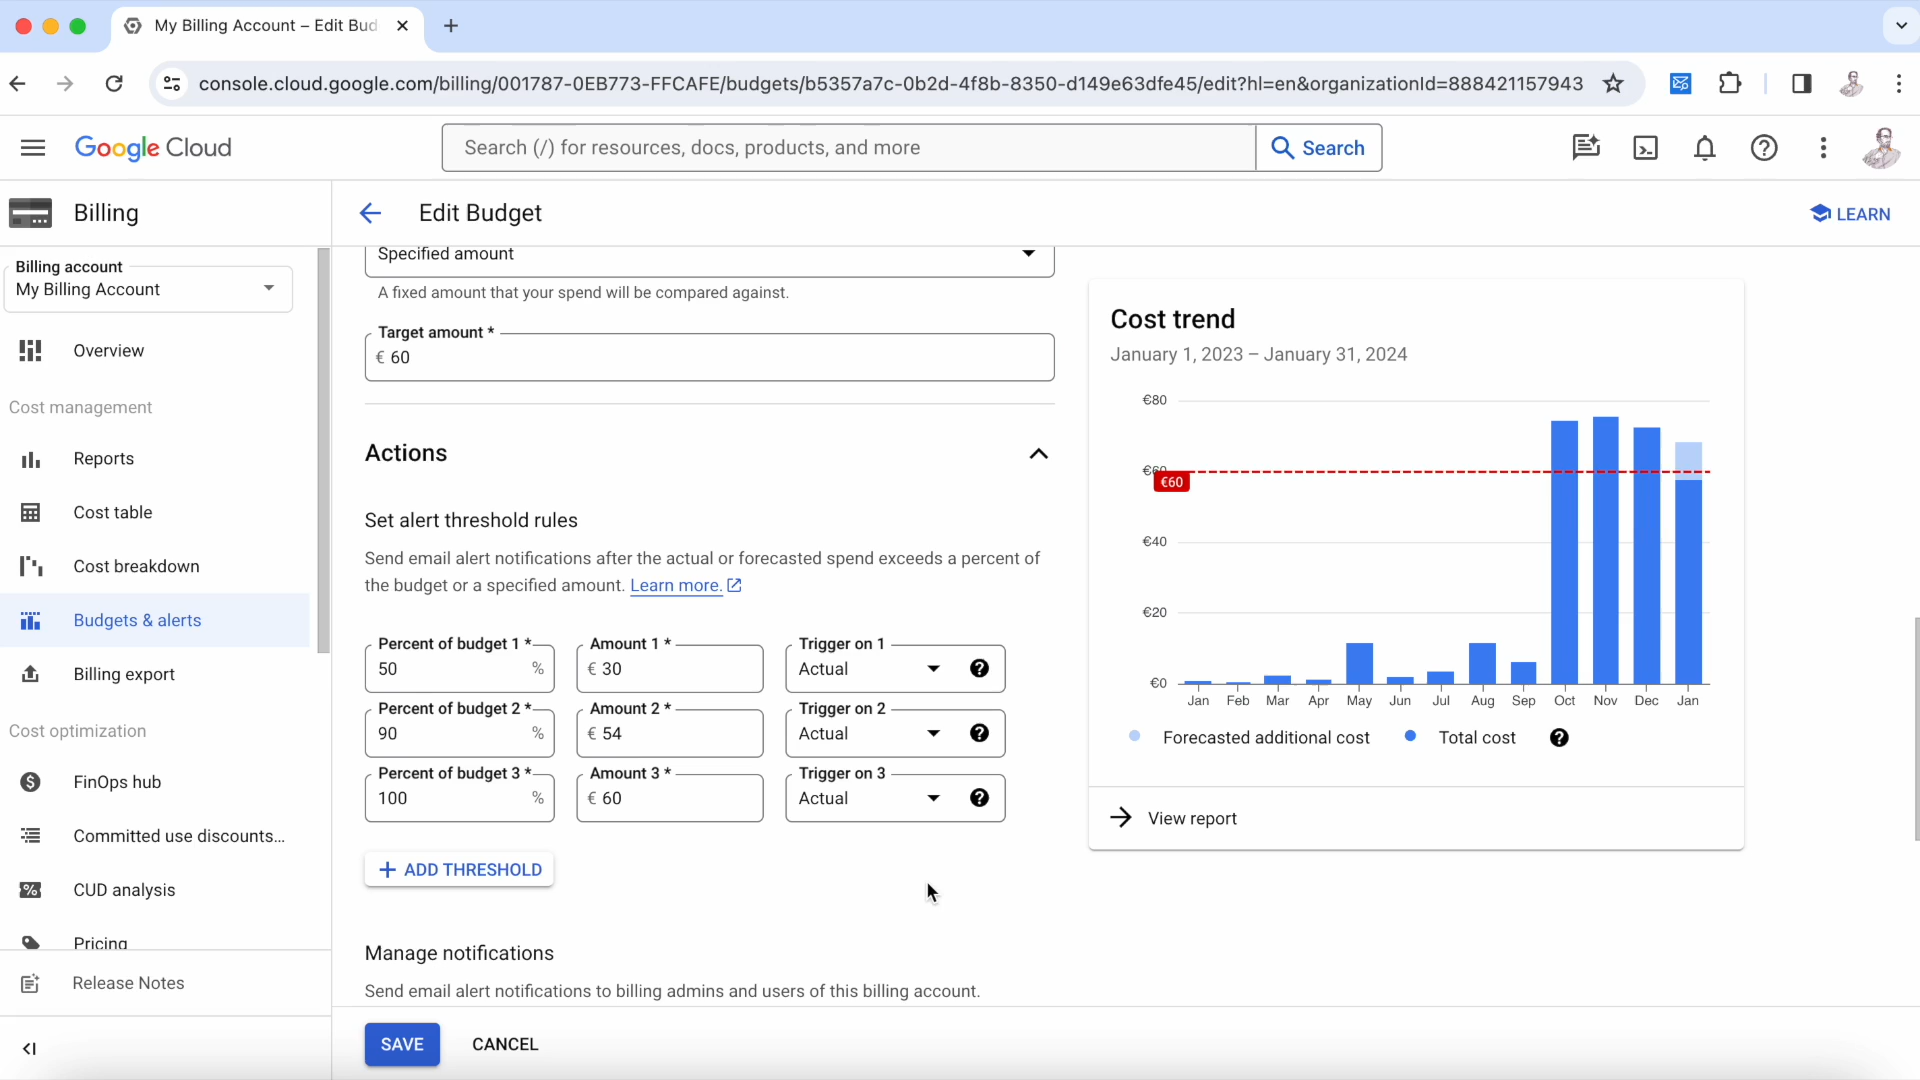 My Billing Account – Edit Bud
console.cloud.google.com/billing/001787-0EB773-FFCAFE/budgets/b5357a7c-0b2d-4f8b-8350-d149e63dfe45/edit?hl=en&organizationId=888421157943
Google Cloud
Search (/) for resources, docs, products, and more
Search
Billing
Edit Budget
LEARN
Billing account
My Billing Account
Overview
Cost management
Reports
Cost table
Cost breakdown
Budgets & alerts
Billing export
Cost optimization
FinOps hub
Committed use discounts...
CUD analysis
Pricing
Release Notes
Specified amount
A fixed amount that your spend will be compared against.
Target amount *
€ 60
Actions
Set alert threshold rules
Send email alert notifications after the actual or forecasted spend exceeds a percent of
the budget or a specified amount. Learn more.
Percent of budget 1 * Amount 1 * Trigger on 1
50 % € 30 Actual
Percent of budget 2 * Amount 2 * Trigger on 2
90 % € 54 Actual
Percent of budget 3 * Amount 3 * Trigger on 3
100 % € 60 Actual
+ ADD THRESHOLD
Manage notifications
Send email alert notifications to billing admins and users of this billing account.
SAVE CANCEL
Cost trend
January 1, 2023 – January 31, 2024
€80
€60
€60
€40
€20
€0
Jan Feb Mar Apr May Jun Jul Aug Sep Oct Nov Dec Jan
Forecasted additional cost Total cost
View report